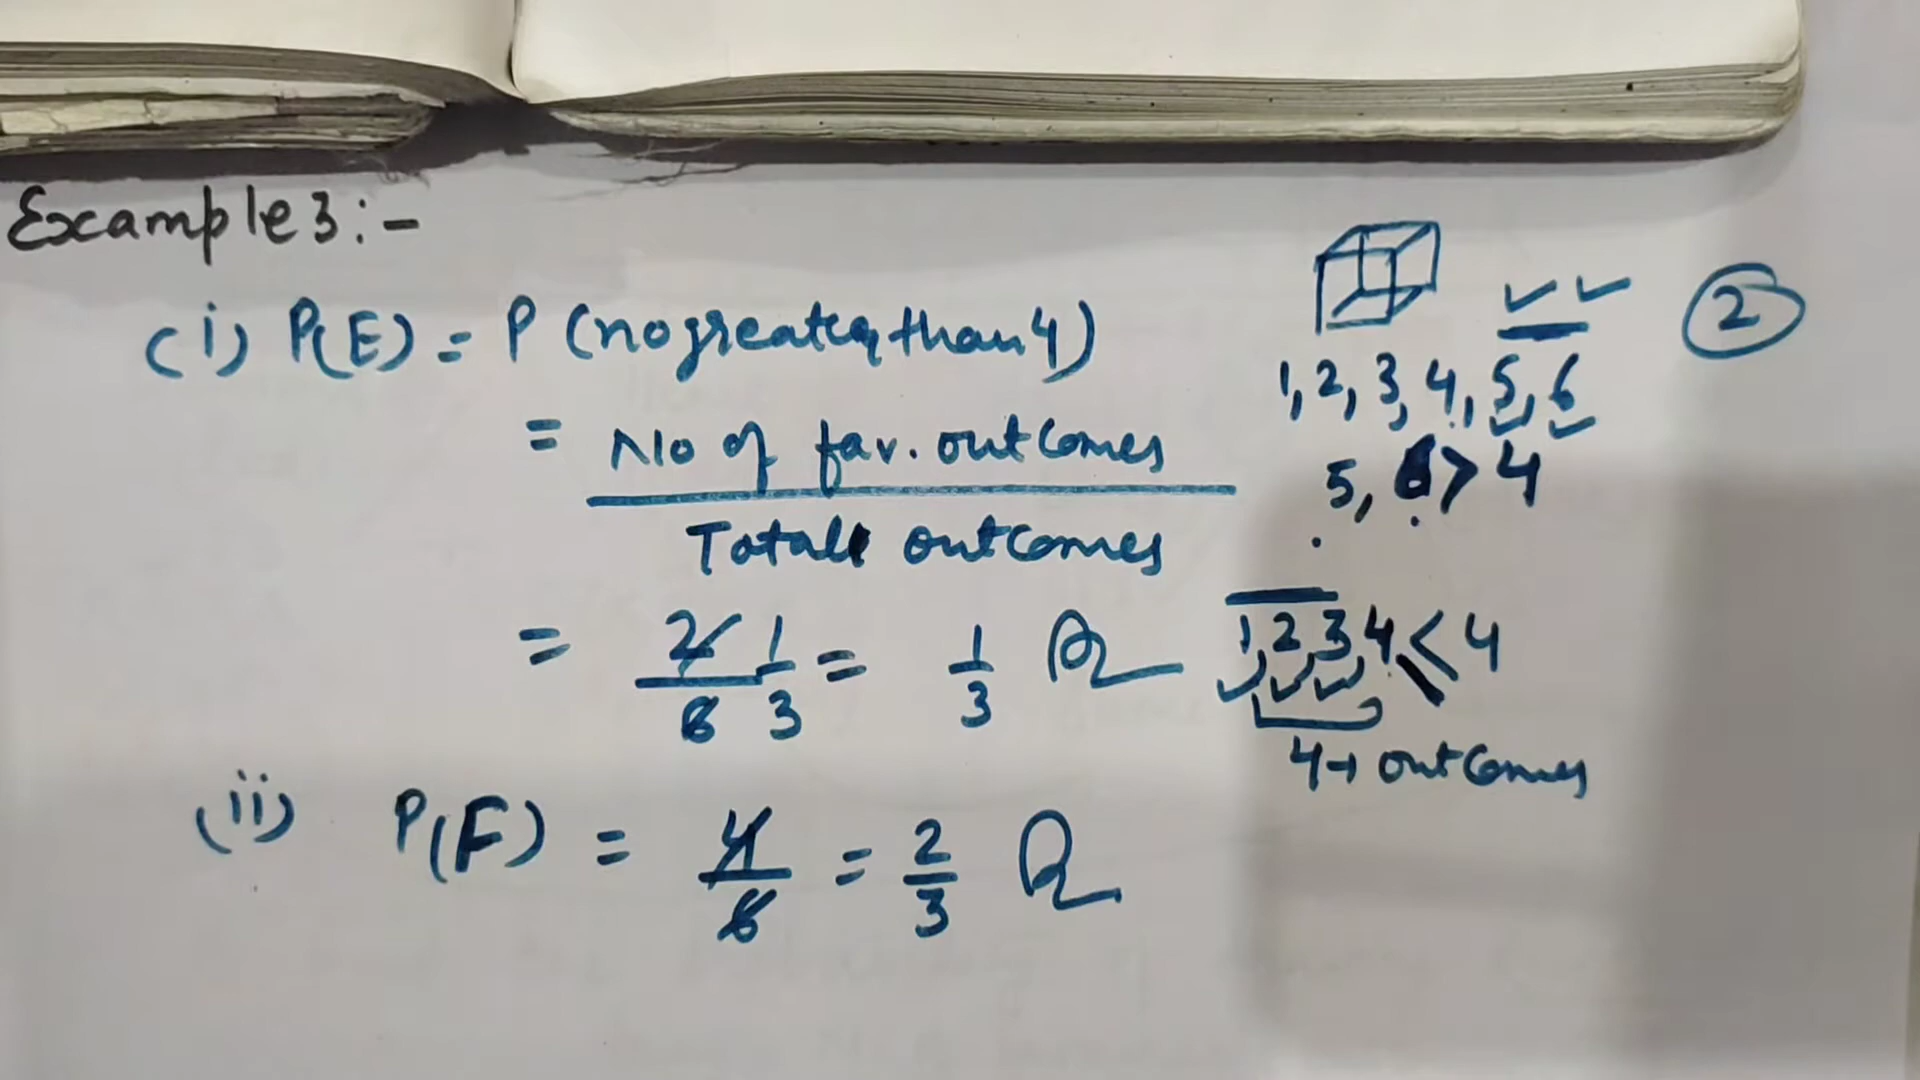 Example 3:-
(i) P(E) = P (no greater than 4)
= No of fav. outcomes
Total outcomes
= 2/6 1/3 = 1/3
(ii) P(F) = 4/6 = 2/3
2
1, 2, 3, 4, 5, 6
5, 6 > 4
1, 2, 3, 4 < 4
4 → outcomes